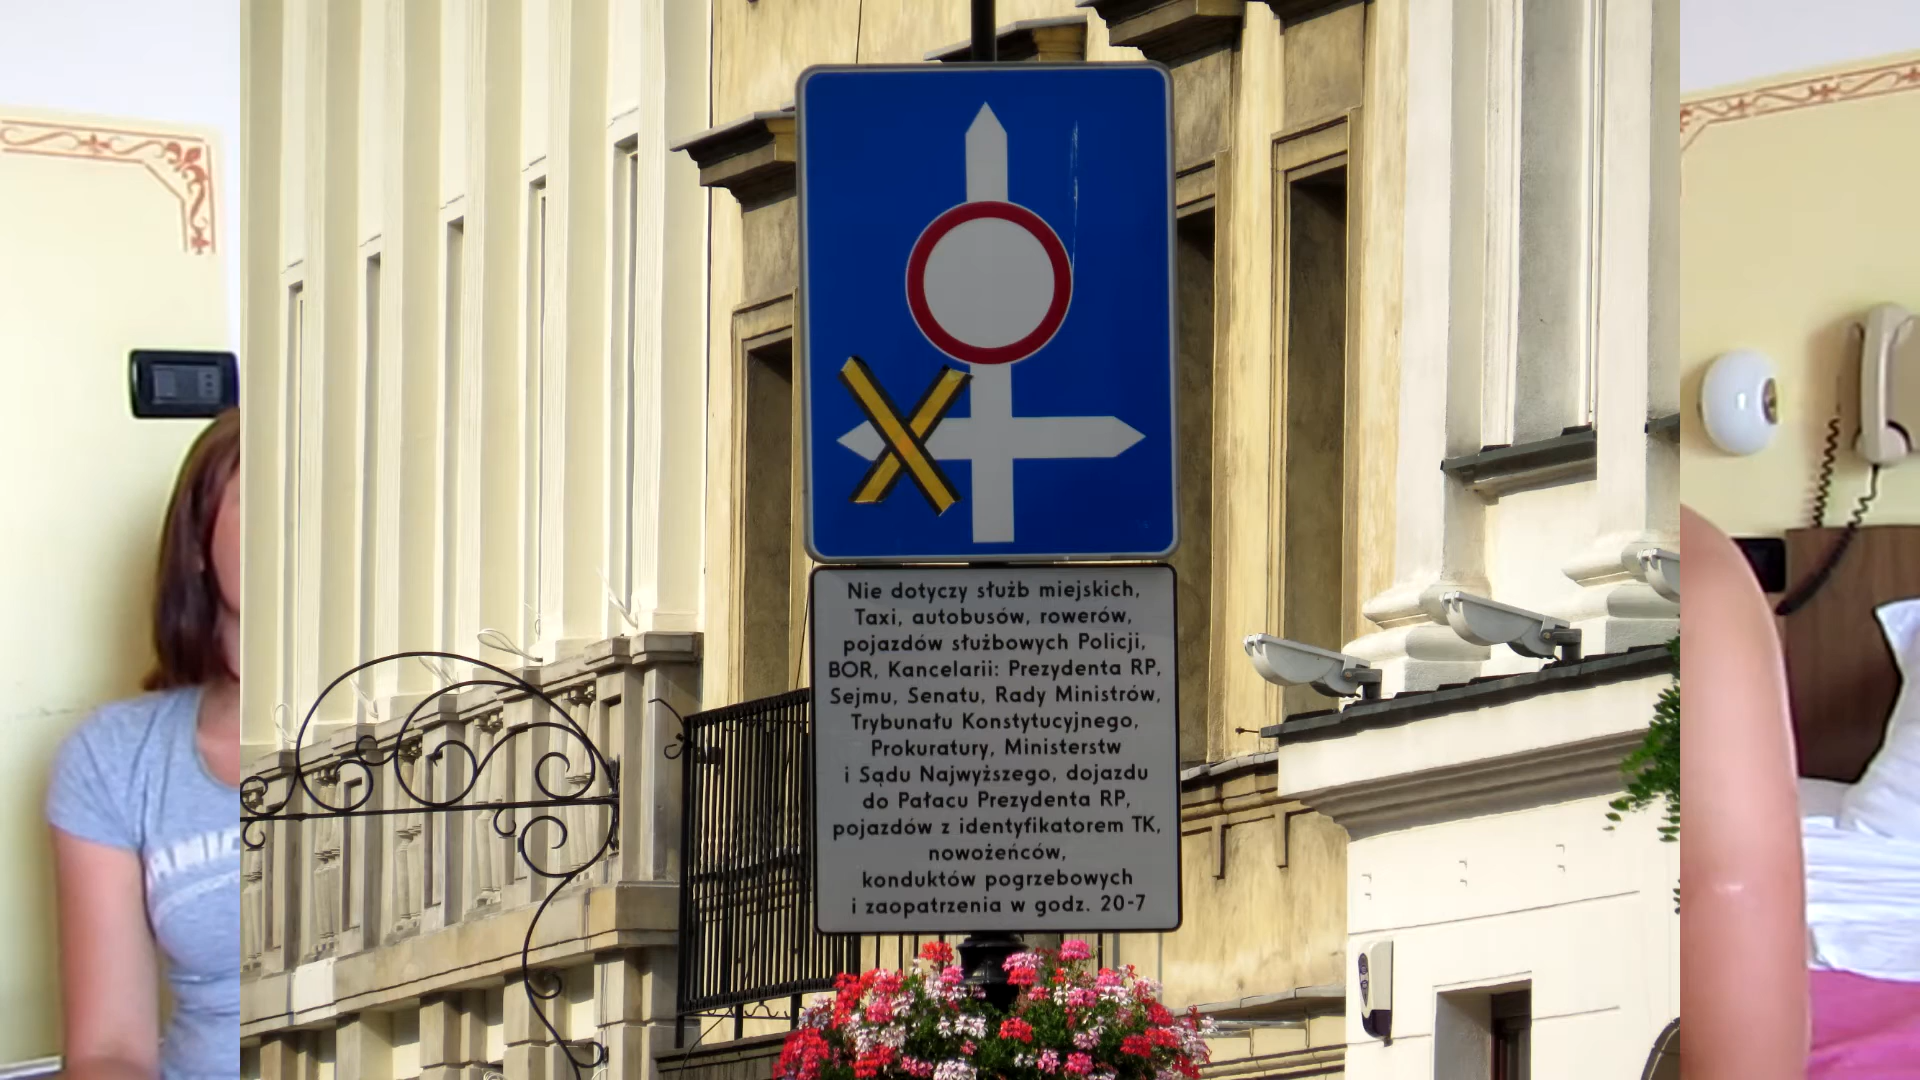 Nie dotyczy służb miejskich,
Taxi, autobusów, rowerów,
pojazdów służbowych Policji,
BOR, Kancelarii: Prezydenta RP,
Sejmu, Senatu, Rady Ministrów,
Trybunału Konstytucyjnego,
Prokuratury, Ministerstw
i Sądu Najwyższego, dojazdu
do Pałacu Prezydenta RP,
pojazdów z identyfikatorem TK,
nowożeńców,
konduktów pogrzebowych
i zaopatrzenia w godz. 20-7